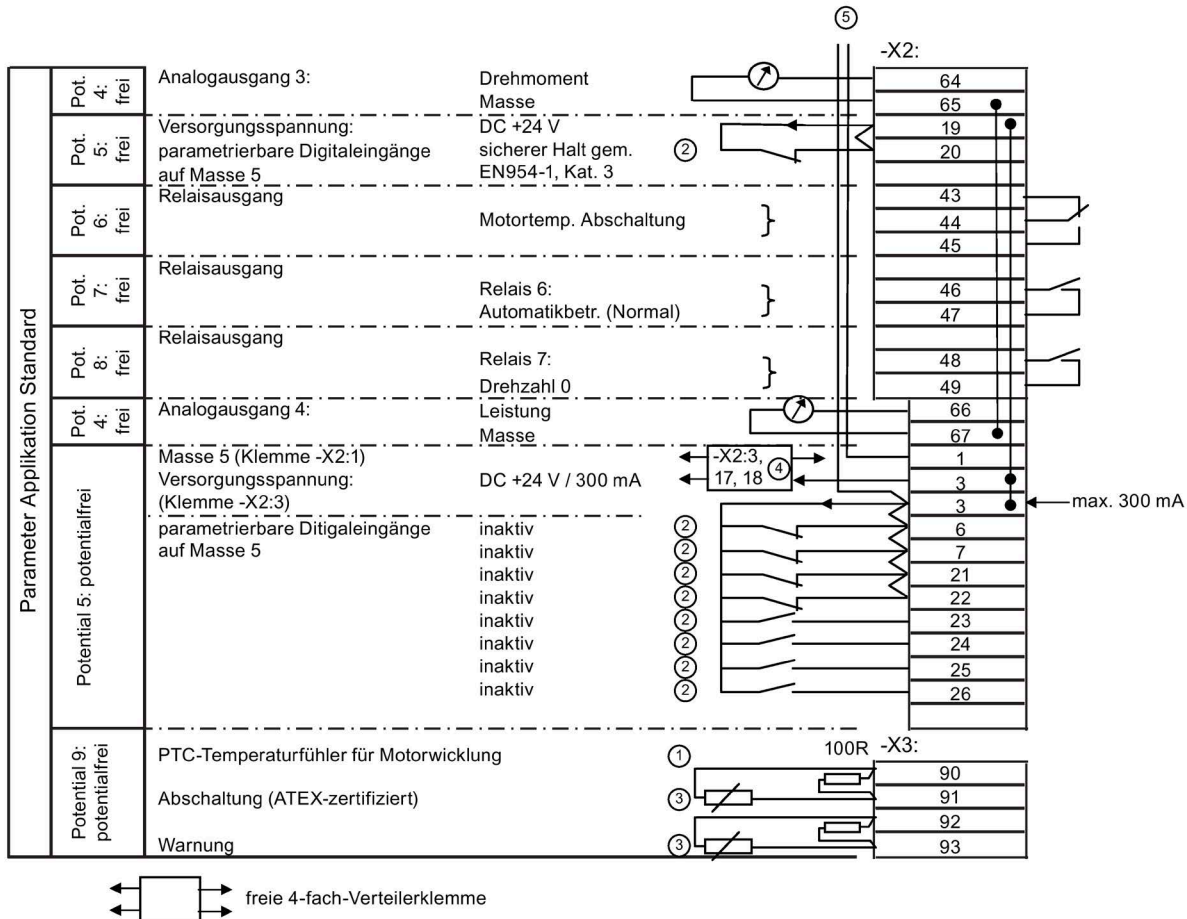 ⑤
-X2:
Parameter Applikation Standard
Pot. 4: frei
Analogausgang 3:
Drehmoment
64
Masse
65
Pot. 5: frei
Versorgungsspannung:
DC +24 V
19
parametrierbare Digitaleingänge
sicherer Halt gem.
②
20
auf Masse 5
EN954-1, Kat. 3
Pot. 6: frei
Relaisausgang
43
Motortemp. Abschaltung
}
44
45
Pot. 7: frei
Relaisausgang
Relais 6:
}
46
Automatikbetr. (Normal)
47
Pot. 8: frei
Relaisausgang
Relais 7:
}
48
Drehzahl 0
49
Pot. 4: frei
Analogausgang 4:
Leistung
66
Masse
67
Potential 5: potentialfrei
Masse 5 (Klemme -X2:1)
-X2:3,
17, 18
④
1
Versorgungsspannung:
DC +24 V / 300 mA
3
(Klemme -X2:3)
3
max. 300 mA
parametrierbare Ditigaleingänge
inaktiv
②
6
auf Masse 5
inaktiv
②
7
inaktiv
②
21
inaktiv
②
22
inaktiv
②
23
inaktiv
②
24
inaktiv
②
25
inaktiv
②
26
Potential 9: potentialfrei
100R
-X3:
PTC-Temperaturfühler für Motorwicklung
①
90
Abschaltung (ATEX-zertifiziert)
③
91
92
Warnung
③
93
freie 4-fach-Verteilerklemme